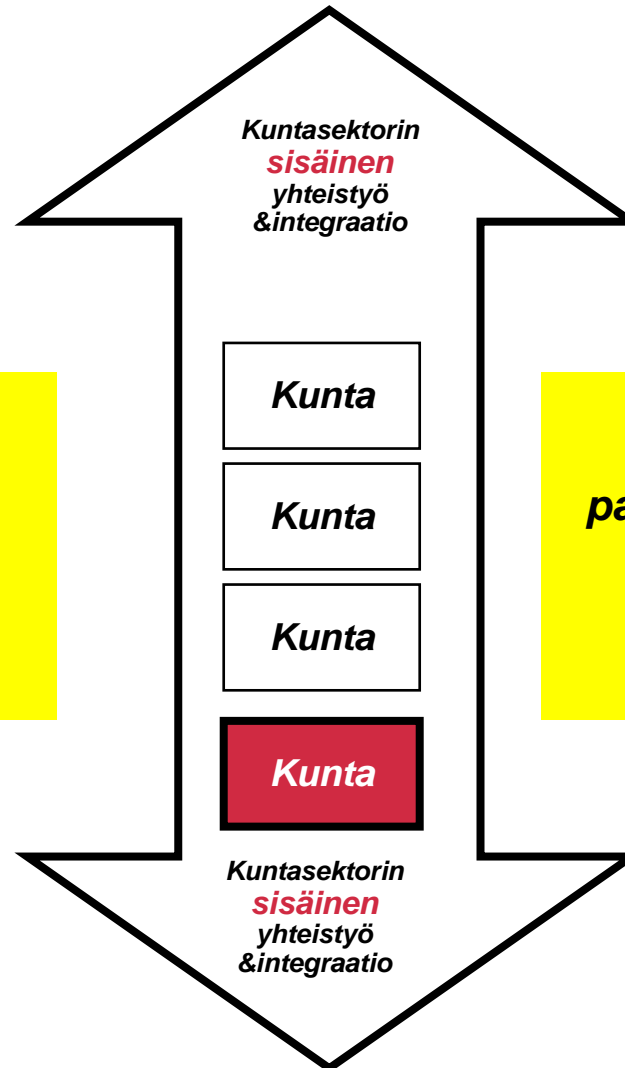 Kuntasektorin
sisäinen
yhteistyö
&integraatio
Kunta
Kunta
Kunta
Kunta
Kuntasektorin
sisäinen
yhteistyö
&integraatio